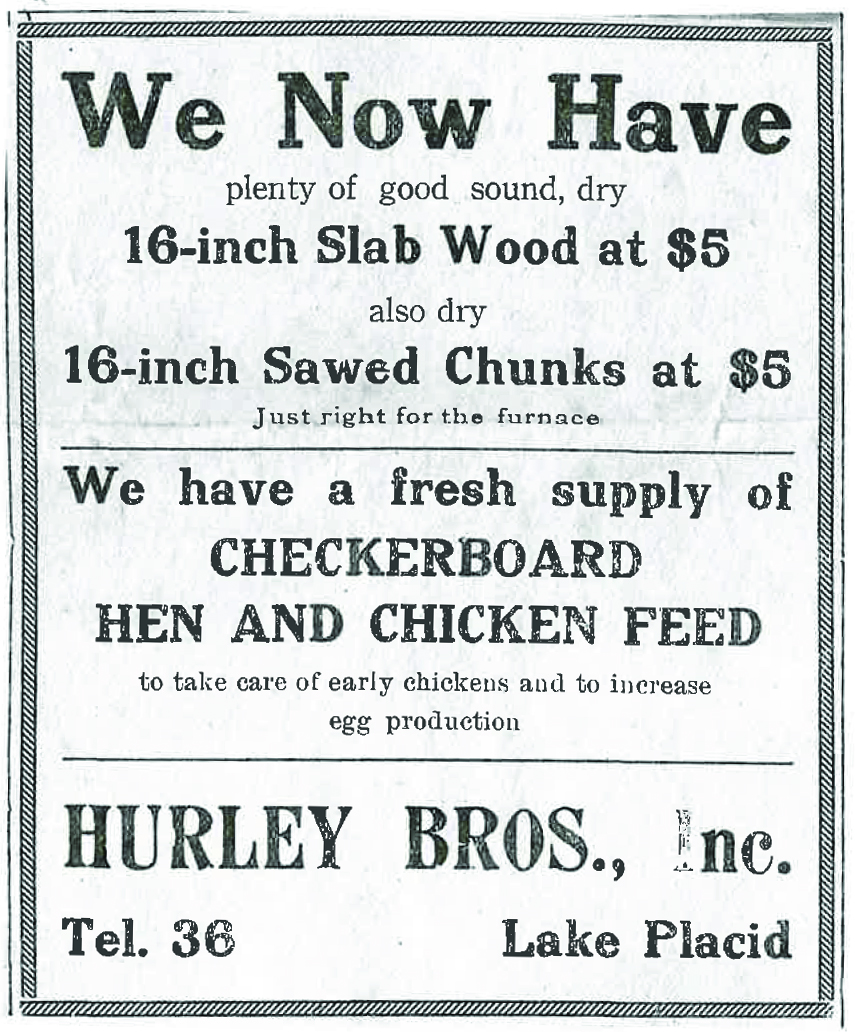 We Now Have
plenty of good sound, dry
16-inch Slab Wood at $5
also dry
16-inch Sawed Chunks at $5
Just right for the furnace
We have a fresh supply of
CHECKERBOARD
HEN AND CHICKEN FEED
to take care of early chickens and to increase
egg production
HURLEY BROS., Inc.
Tel. 36 Lake Placid